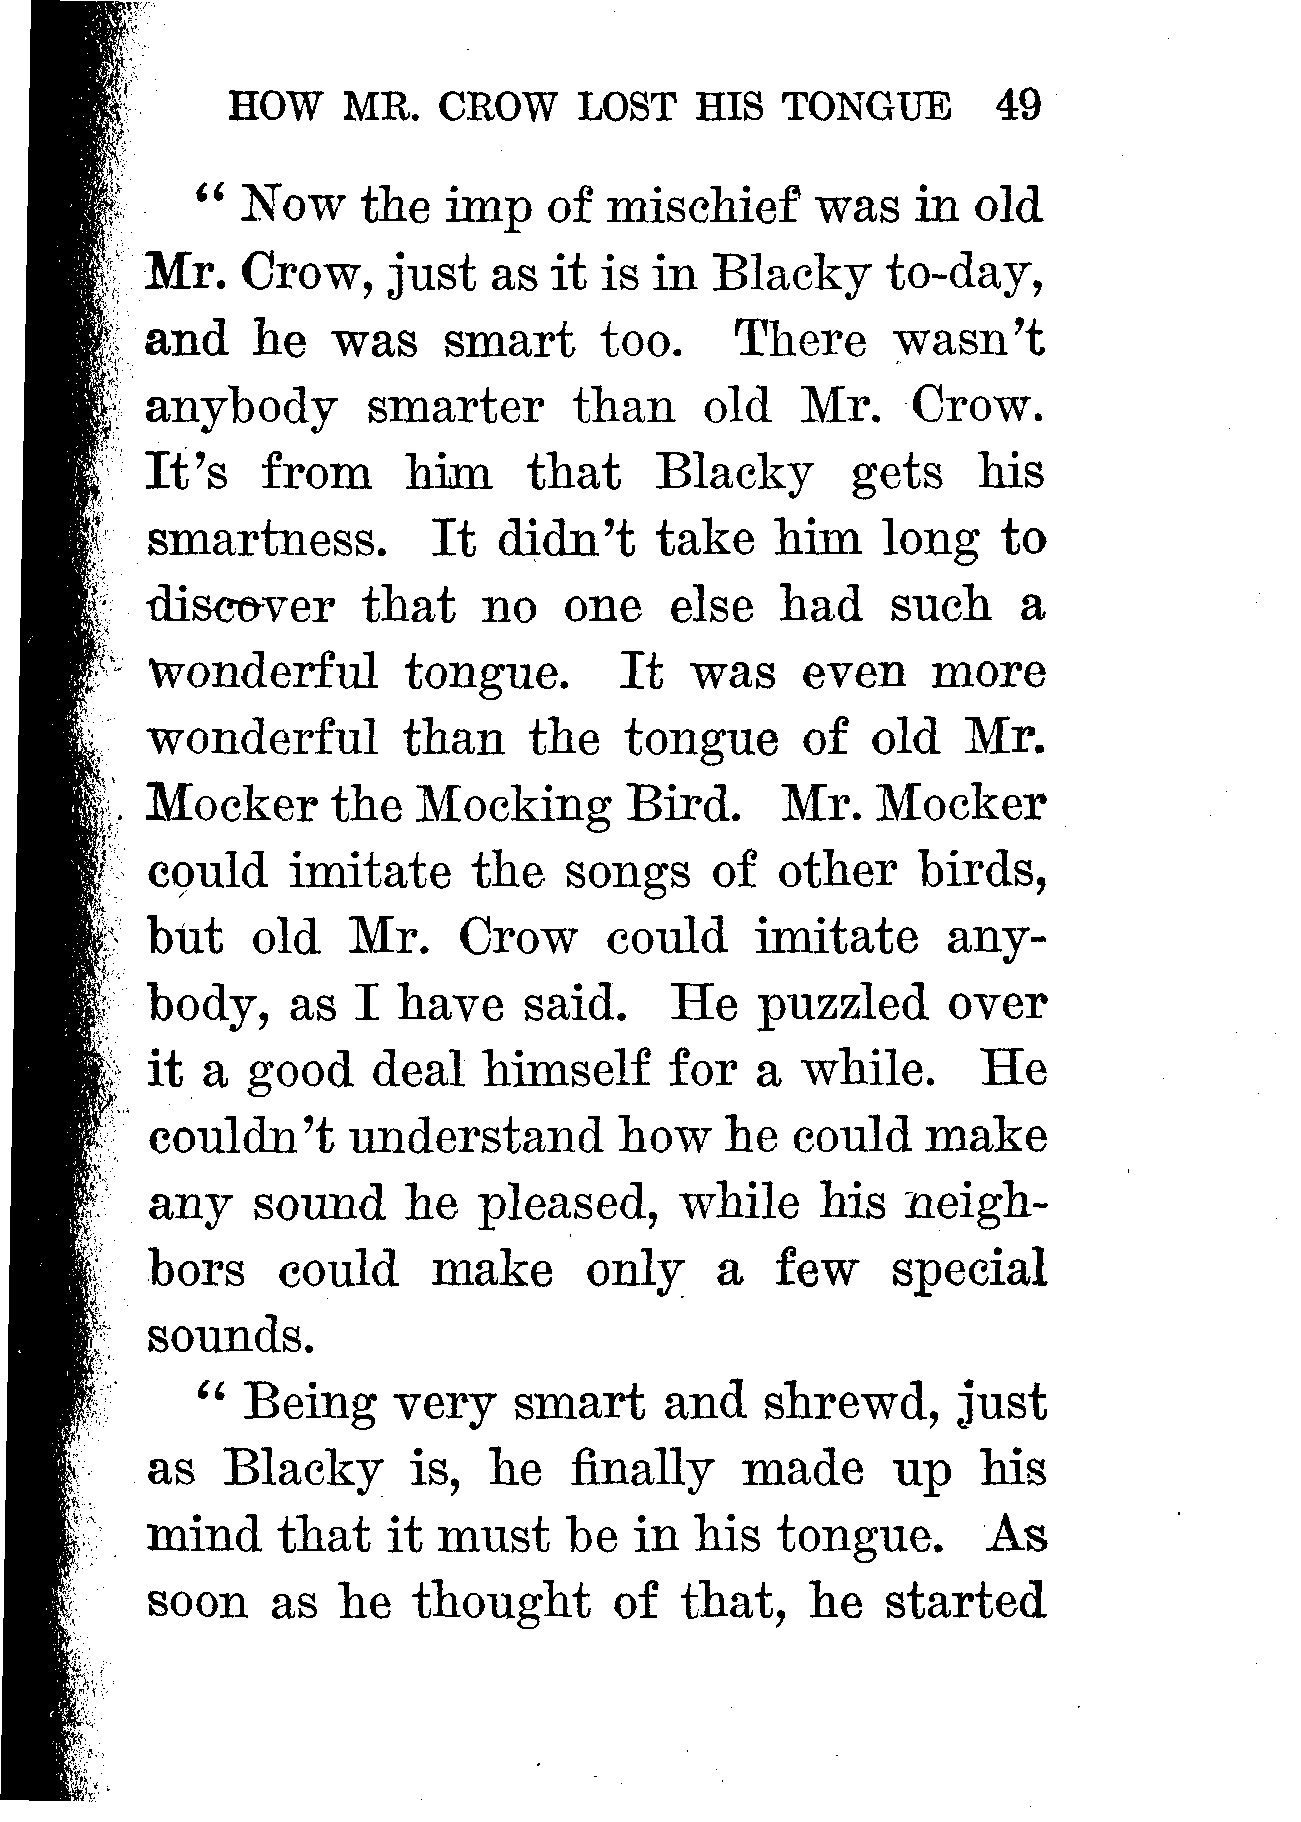 HOW MR. CROW LOST HIS TONGUE 49
“ Now the imp of mischief was in old
Mr. Crow, just as it is in Blacky to-day,
and he was smart too. There wasn’t
anybody smarter than old Mr. Crow.
It’s from him that Blacky gets his
smartness. It didn’t take him long to
discover that no one else had such a
wonderful tongue. It was even more
wonderful than the tongue of old Mr.
Mocker the Mocking Bird. Mr. Mocker
could imitate the songs of other birds,
but old Mr. Crow could imitate any-
body, as I have said. He puzzled over
it a good deal himself for a while. He
couldn’t understand how he could make
any sound he pleased, while his neigh-
bors could make only a few special
sounds.
“ Being very smart and shrewd, just
as Blacky is, he finally made up his
mind that it must be in his tongue. As
soon as he thought of that, he started